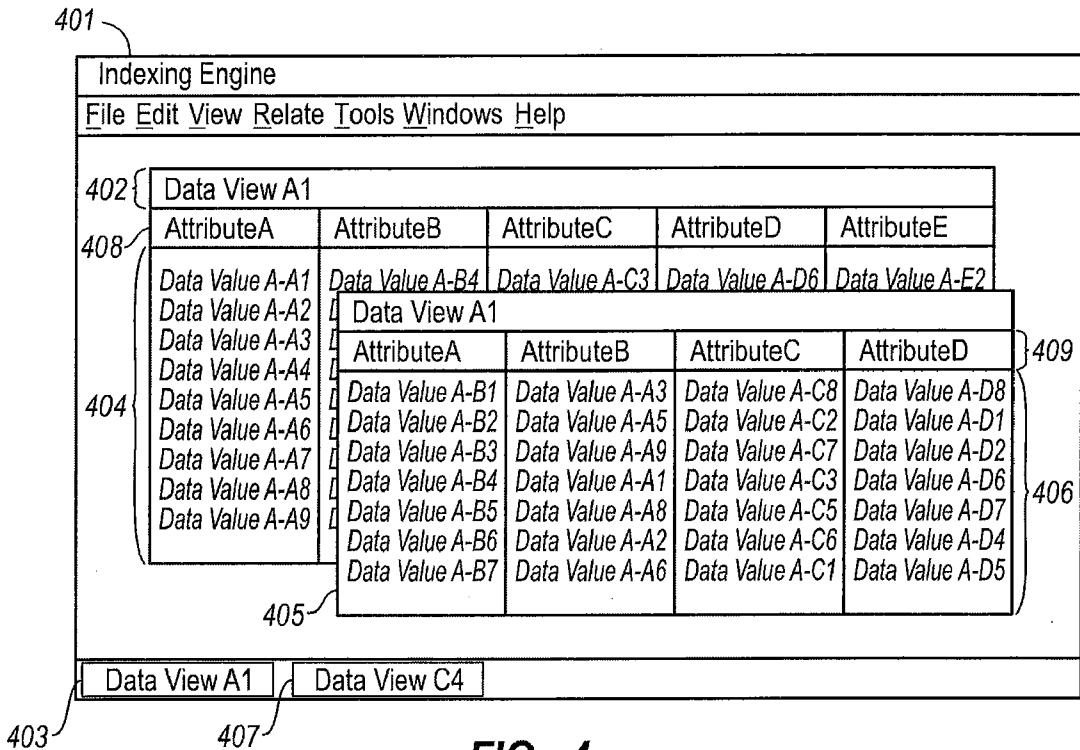 401
Indexing Engine
File Edit View Relate Tools Windows Help
402 Data View A1
408 AttributeA AttributeB AttributeC AttributeD AttributeE
Data Value A-A1 Data Value A-B4 Data Value A-C3 Data Value A-D6 Data Value A-E2
Data Value A-A2
Data Value A-A3
Data Value A-A4
404 Data Value A-A5
Data Value A-A6
Data Value A-A7
Data Value A-A8
Data Value A-A9
Data View A1
AttributeA AttributeB AttributeC AttributeD 409
Data Value A-B1 Data Value A-A3 Data Value A-C8 Data Value A-D8
Data Value A-B2 Data Value A-A5 Data Value A-C2 Data Value A-D1
Data Value A-B3 Data Value A-A9 Data Value A-C7 Data Value A-D2
Data Value A-B4 Data Value A-A1 Data Value A-C3 Data Value A-D6 406
Data Value A-B5 Data Value A-A8 Data Value A-C5 Data Value A-D7
Data Value A-B6 Data Value A-A2 Data Value A-C6 Data Value A-D4
Data Value A-B7 Data Value A-A6 Data Value A-C1 Data Value A-D5
405
Data View A1 Data View C4
403 407